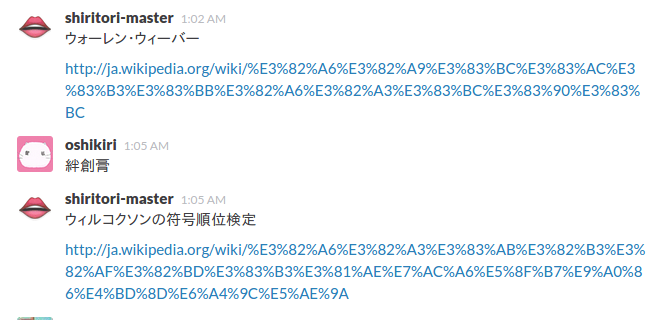 shiritori-master 1:02 AM
ウォーレン・ウィーバー
http://ja.wikipedia.org/wiki/%E3%82%A6%E3%82%A9%E3%83%BC%E3%83%AC%E3
%83%B3%E3%83%BB%E3%82%A6%E3%82%A3%E3%83%BC%E3%83%90%E3%83%
BC
oshikiri 1:05 AM
絆創膏
shiritori-master 1:05 AM
ウィルコクソンの符号順位検定
http://ja.wikipedia.org/wiki/%E3%82%A6%E3%82%A3%E3%83%AB%E3%82%B3%E3%
82%AF%E3%82%BD%E3%83%B3%E3%81%AE%E7%AC%A6%E5%8F%B7%E9%A0%8
6%E4%BD%8D%E6%A4%9C%E5%AE%9A